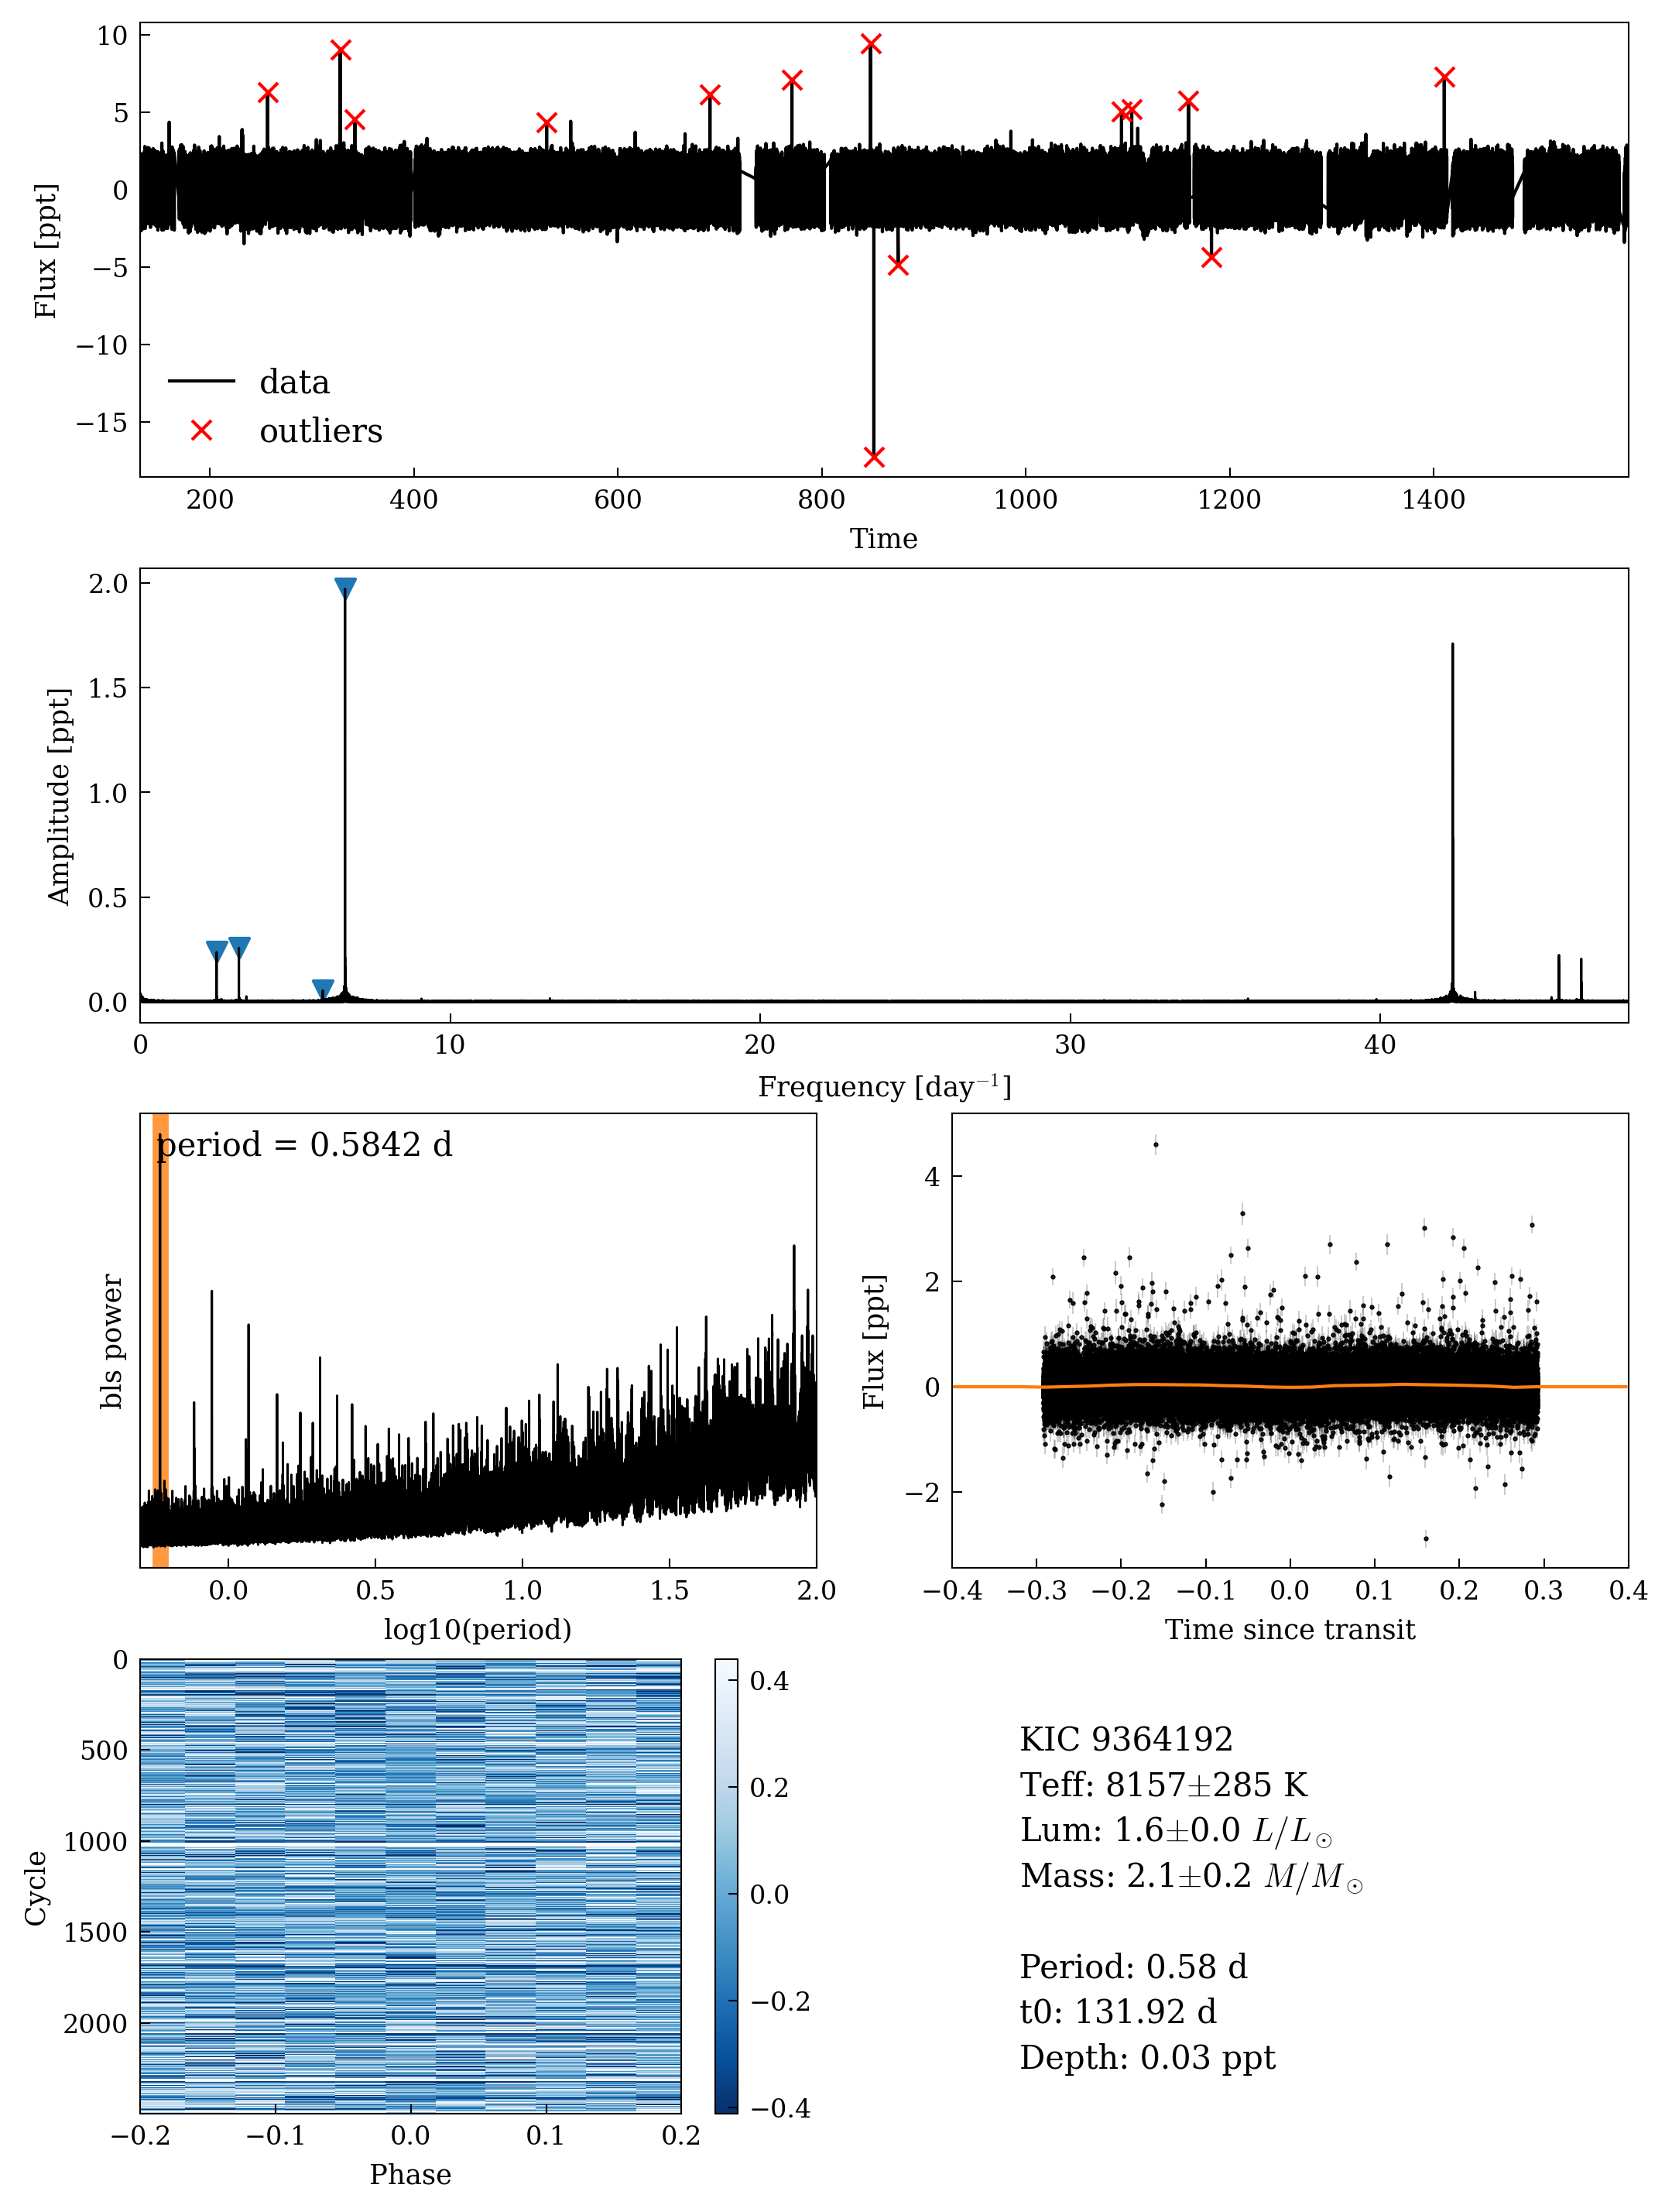 10
5
0
−5
−10
−15
Flux [ppt]
data
outliers
200 400 600 800 1000 1200 1400
Time
2.0
1.5
1.0
0.5
0.0
Amplitude [ppt]
0 10 20 30 40
Frequency [day⁻¹]
period = 0.5842 d
bls power
0.0 0.5 1.0 1.5 2.0
log10(period)
4
2
0
−2
Flux [ppt]
−0.4 −0.3 −0.2 −0.1 0.0 0.1 0.2 0.3 0.4
Time since transit
0
500
1000
1500
2000
Cycle
−0.2 −0.1 0.0 0.1 0.2
Phase
0.4
0.2
0.0
−0.2
−0.4
KIC 9364192
Teff: 8157±285 K
Lum: 1.6±0.0 L/L☉
Mass: 2.1±0.2 M/M☉
Period: 0.58 d
t0: 131.92 d
Depth: 0.03 ppt